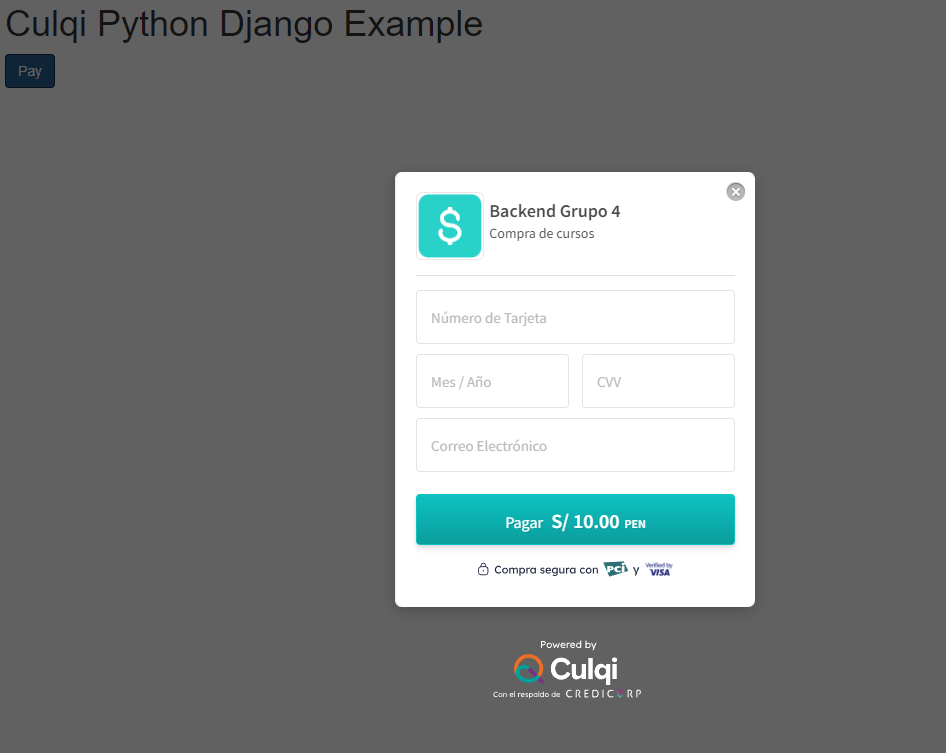 Culqi Python Django Example
Pay
$
Backend Grupo 4
Compra de cursos
Número de Tarjeta
Mes / Año
CVV
Correo Electrónico
Pagar S/ 10.00 PEN
Compra segura con PCI y Verified by VISA
Powered by
Culqi
Con el respaldo de CREDICORP